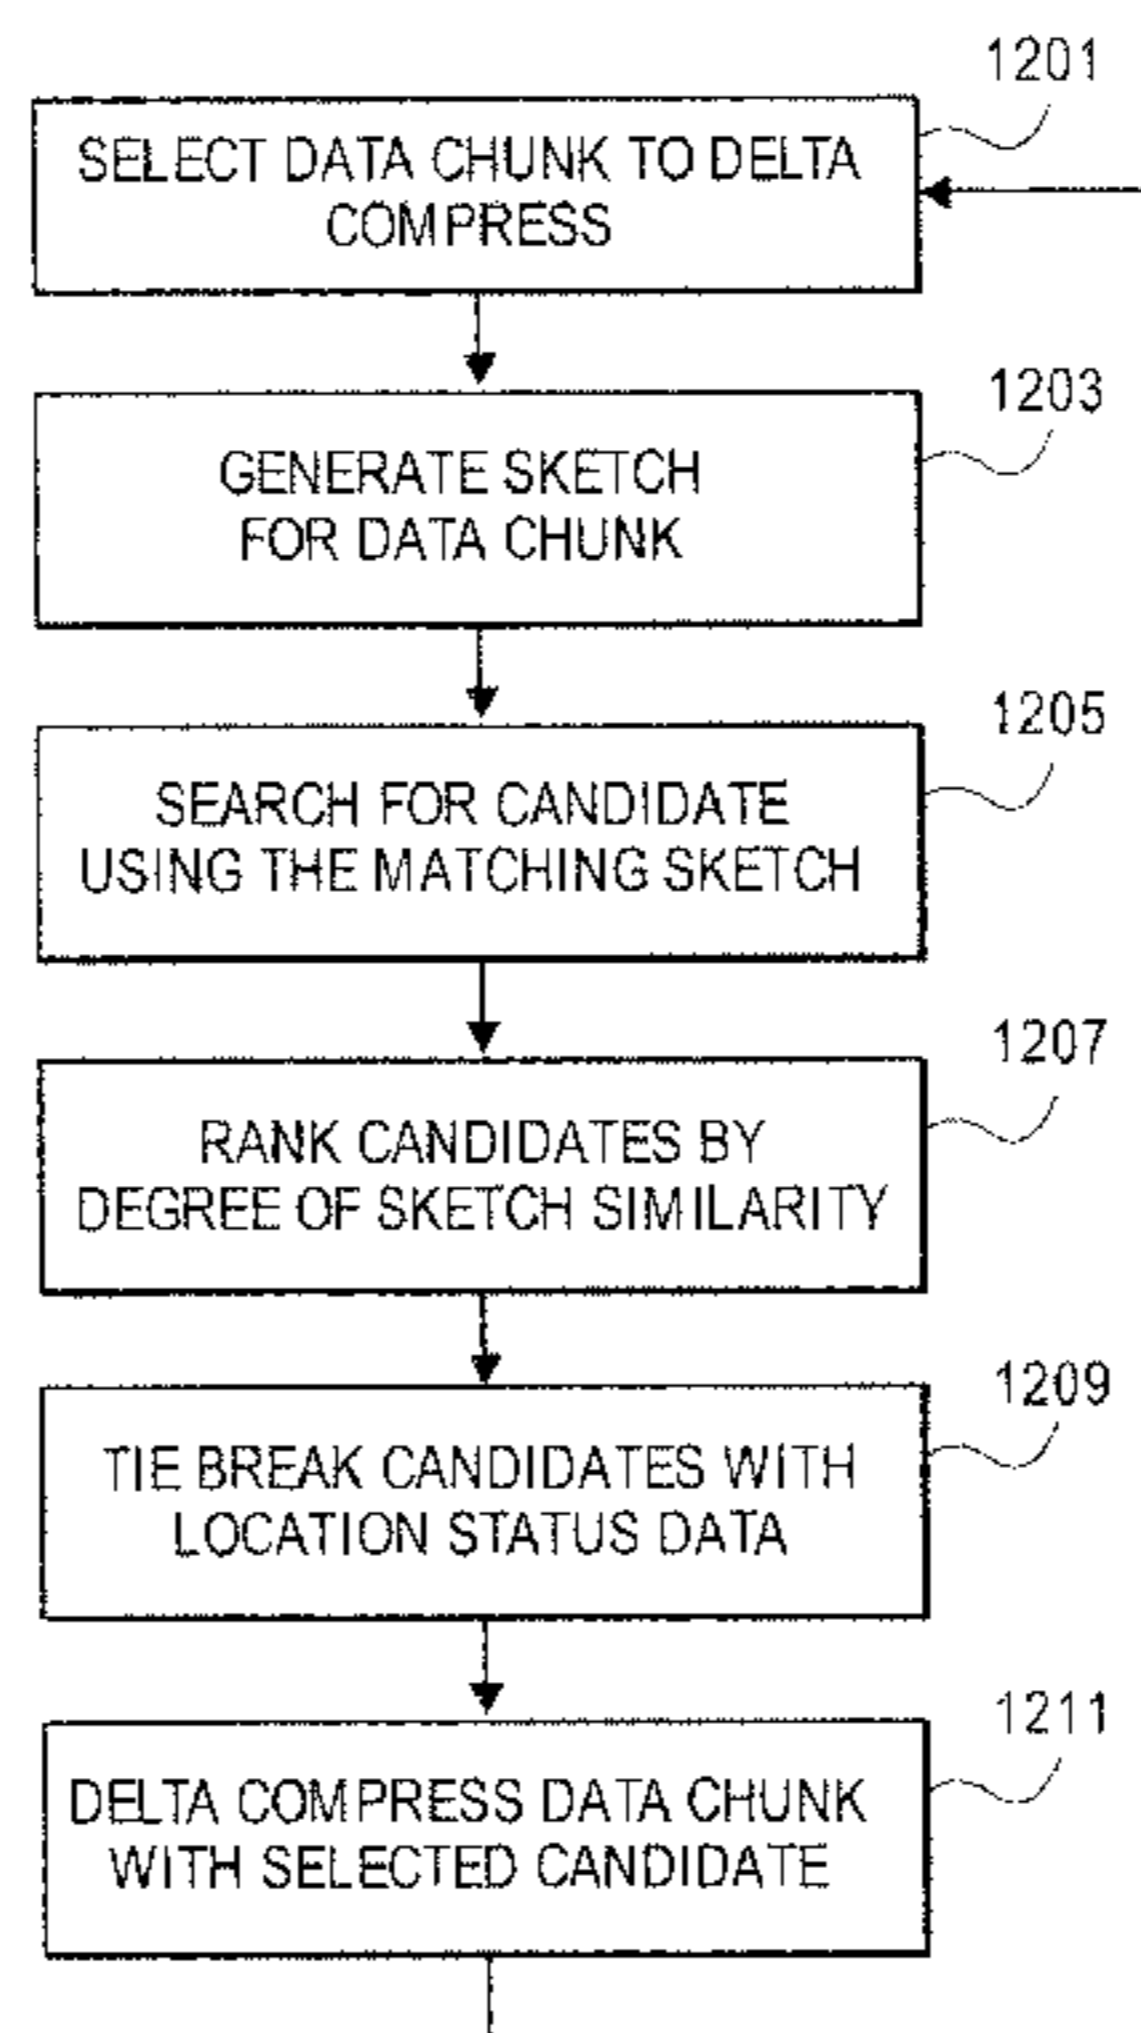 1201
SELECT DATA CHUNK TO DELTA
COMPRESS
1203
GENERATE SKETCH
FOR DATA CHUNK
1205
SEARCH FOR CANDIDATE
USING THE MATCHING SKETCH
1207
RANK CANDIDATES BY
DEGREE OF SKETCH SIMILARITY
1209
TIE BREAK CANDIDATES WITH
LOCATION STATUS DATA
1211
DELTA COMPRESS DATA CHUNK
WITH SELECTED CANDIDATE